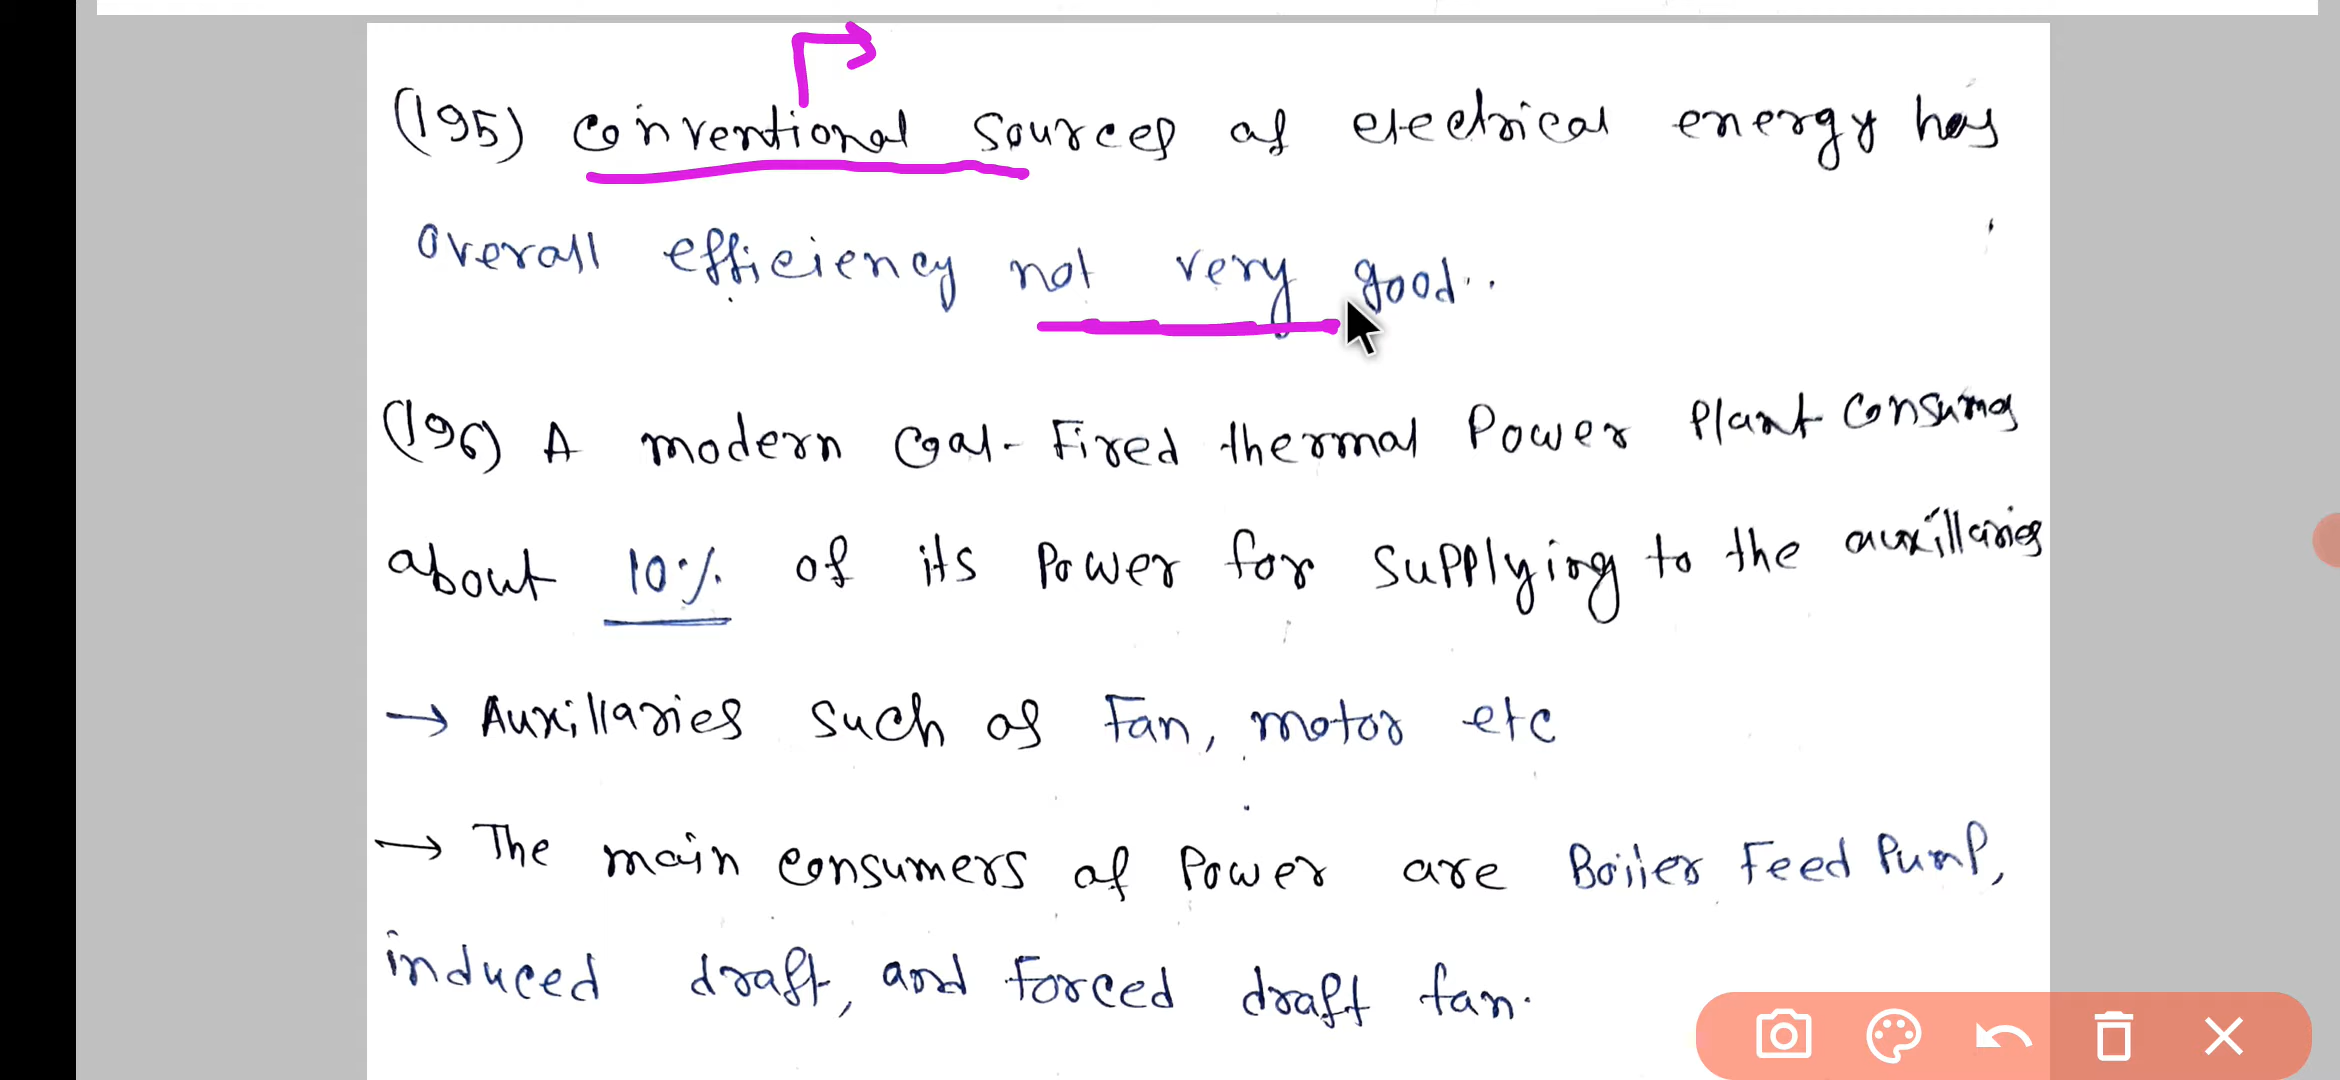 (195) Conventional sources of electrical energy has
overall efficiency not very good..
(196) A modern Coal-Fired thermal Power Plant Consumes
about 10% of its Power for supplying to the auxillaries
→ Auxillaries such as Fan, motor etc
→ The main consumers of Power are Boiler Feed Pump,
induced draft, and Forced draft fan.